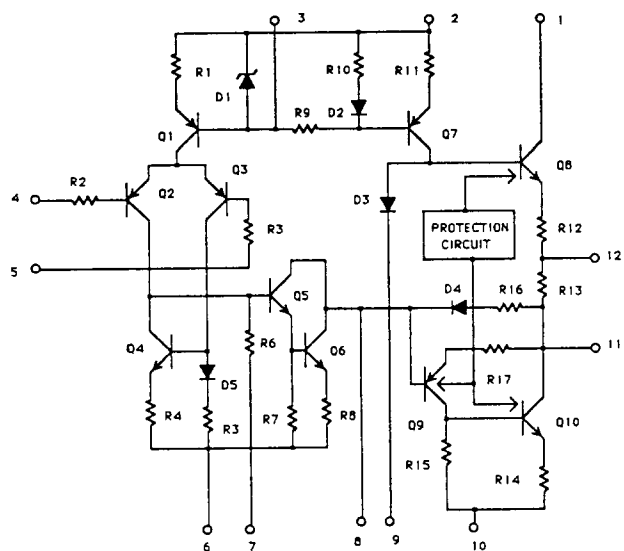 3
2
1
R1
D1
R10
R11
R9
D2
Q1
Q7
Q8
4
R2
Q2
Q3
D3
PROTECTION
CIRCUIT
R12
5
R3
12
Q5
D4
R16
R13
Q4
R6
Q6
11
D5
R17
R4
R3
R7
R8
Q9
Q10
R15
R14
6
7
8
9
10